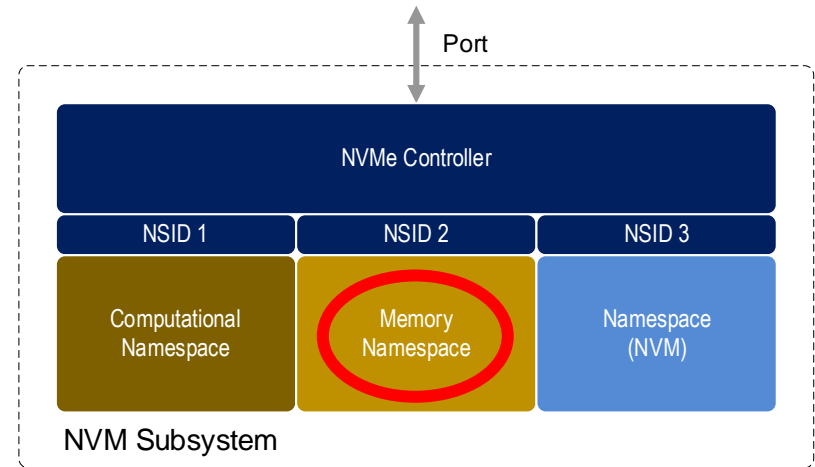 Port
NVMe Controller
NSID 1
NSID 2
NSID 3
Computational
Namespace
Memory
Namespace
Namespace
(NVM)
NVM Subsystem